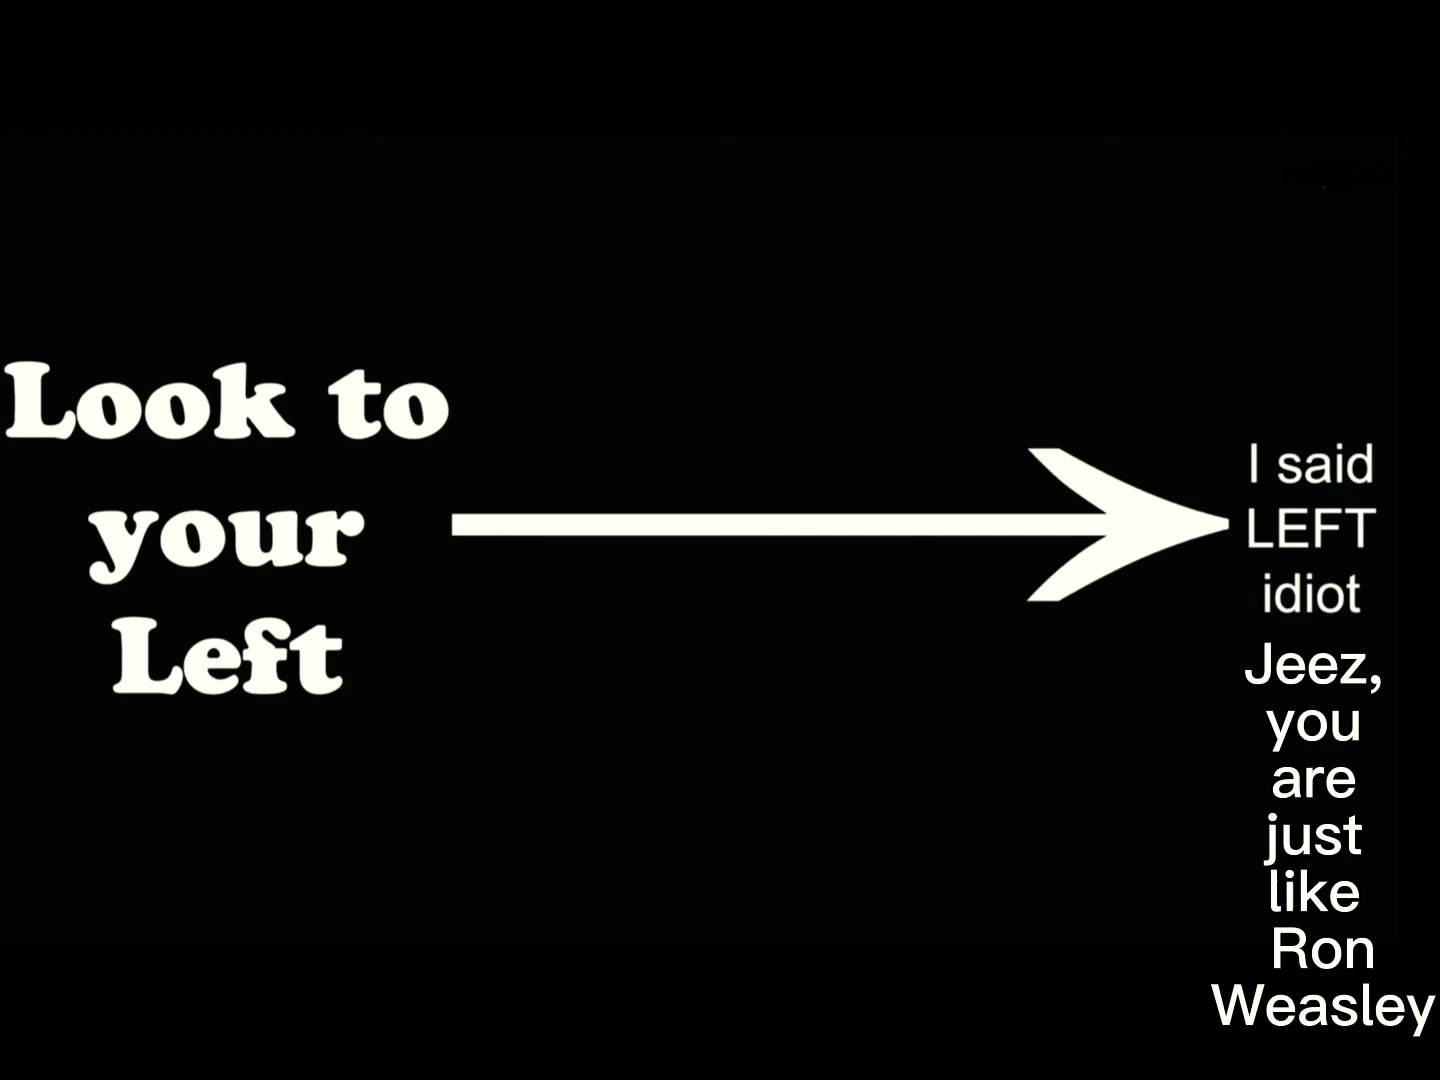 Look to
your
Left
I said
LEFT
idiot
Jeez,
you
are
just
like
Ron
Weasley